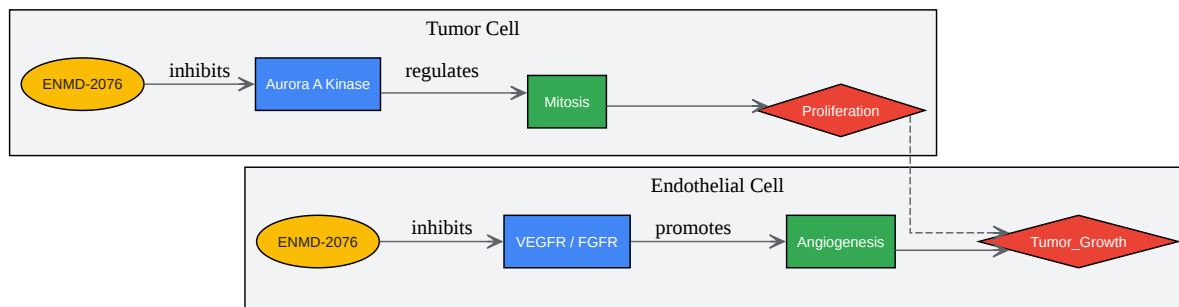 Tumor Cell
ENMD-2076
inhibits
Aurora A Kinase
regulates
Mitosis
Proliferation
Endothelial Cell
ENMD-2076
inhibits
VEGFR / FGFR
promotes
Angiogenesis
Tumor_Growth